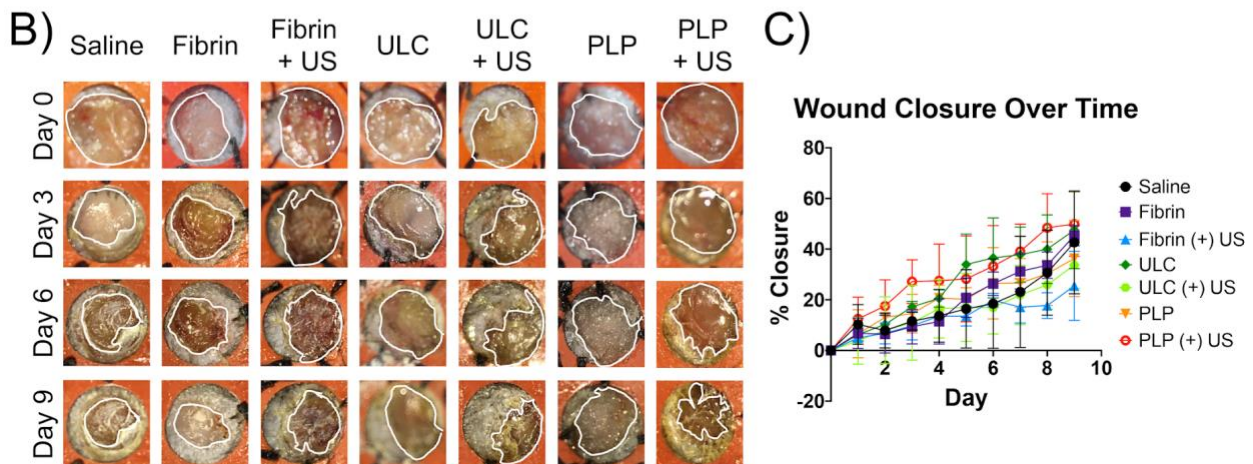 B)
Saline Fibrin Fibrin + US ULC ULC + US PLP PLP + US
Day 0
Day 3
Day 6
Day 9
C)
Wound Closure Over Time
% Closure
80
60
40
20
0
-20
2 4 6 8 10
Day
Saline
Fibrin
Fibrin (+) US
ULC
ULC (+) US
PLP
PLP (+) US